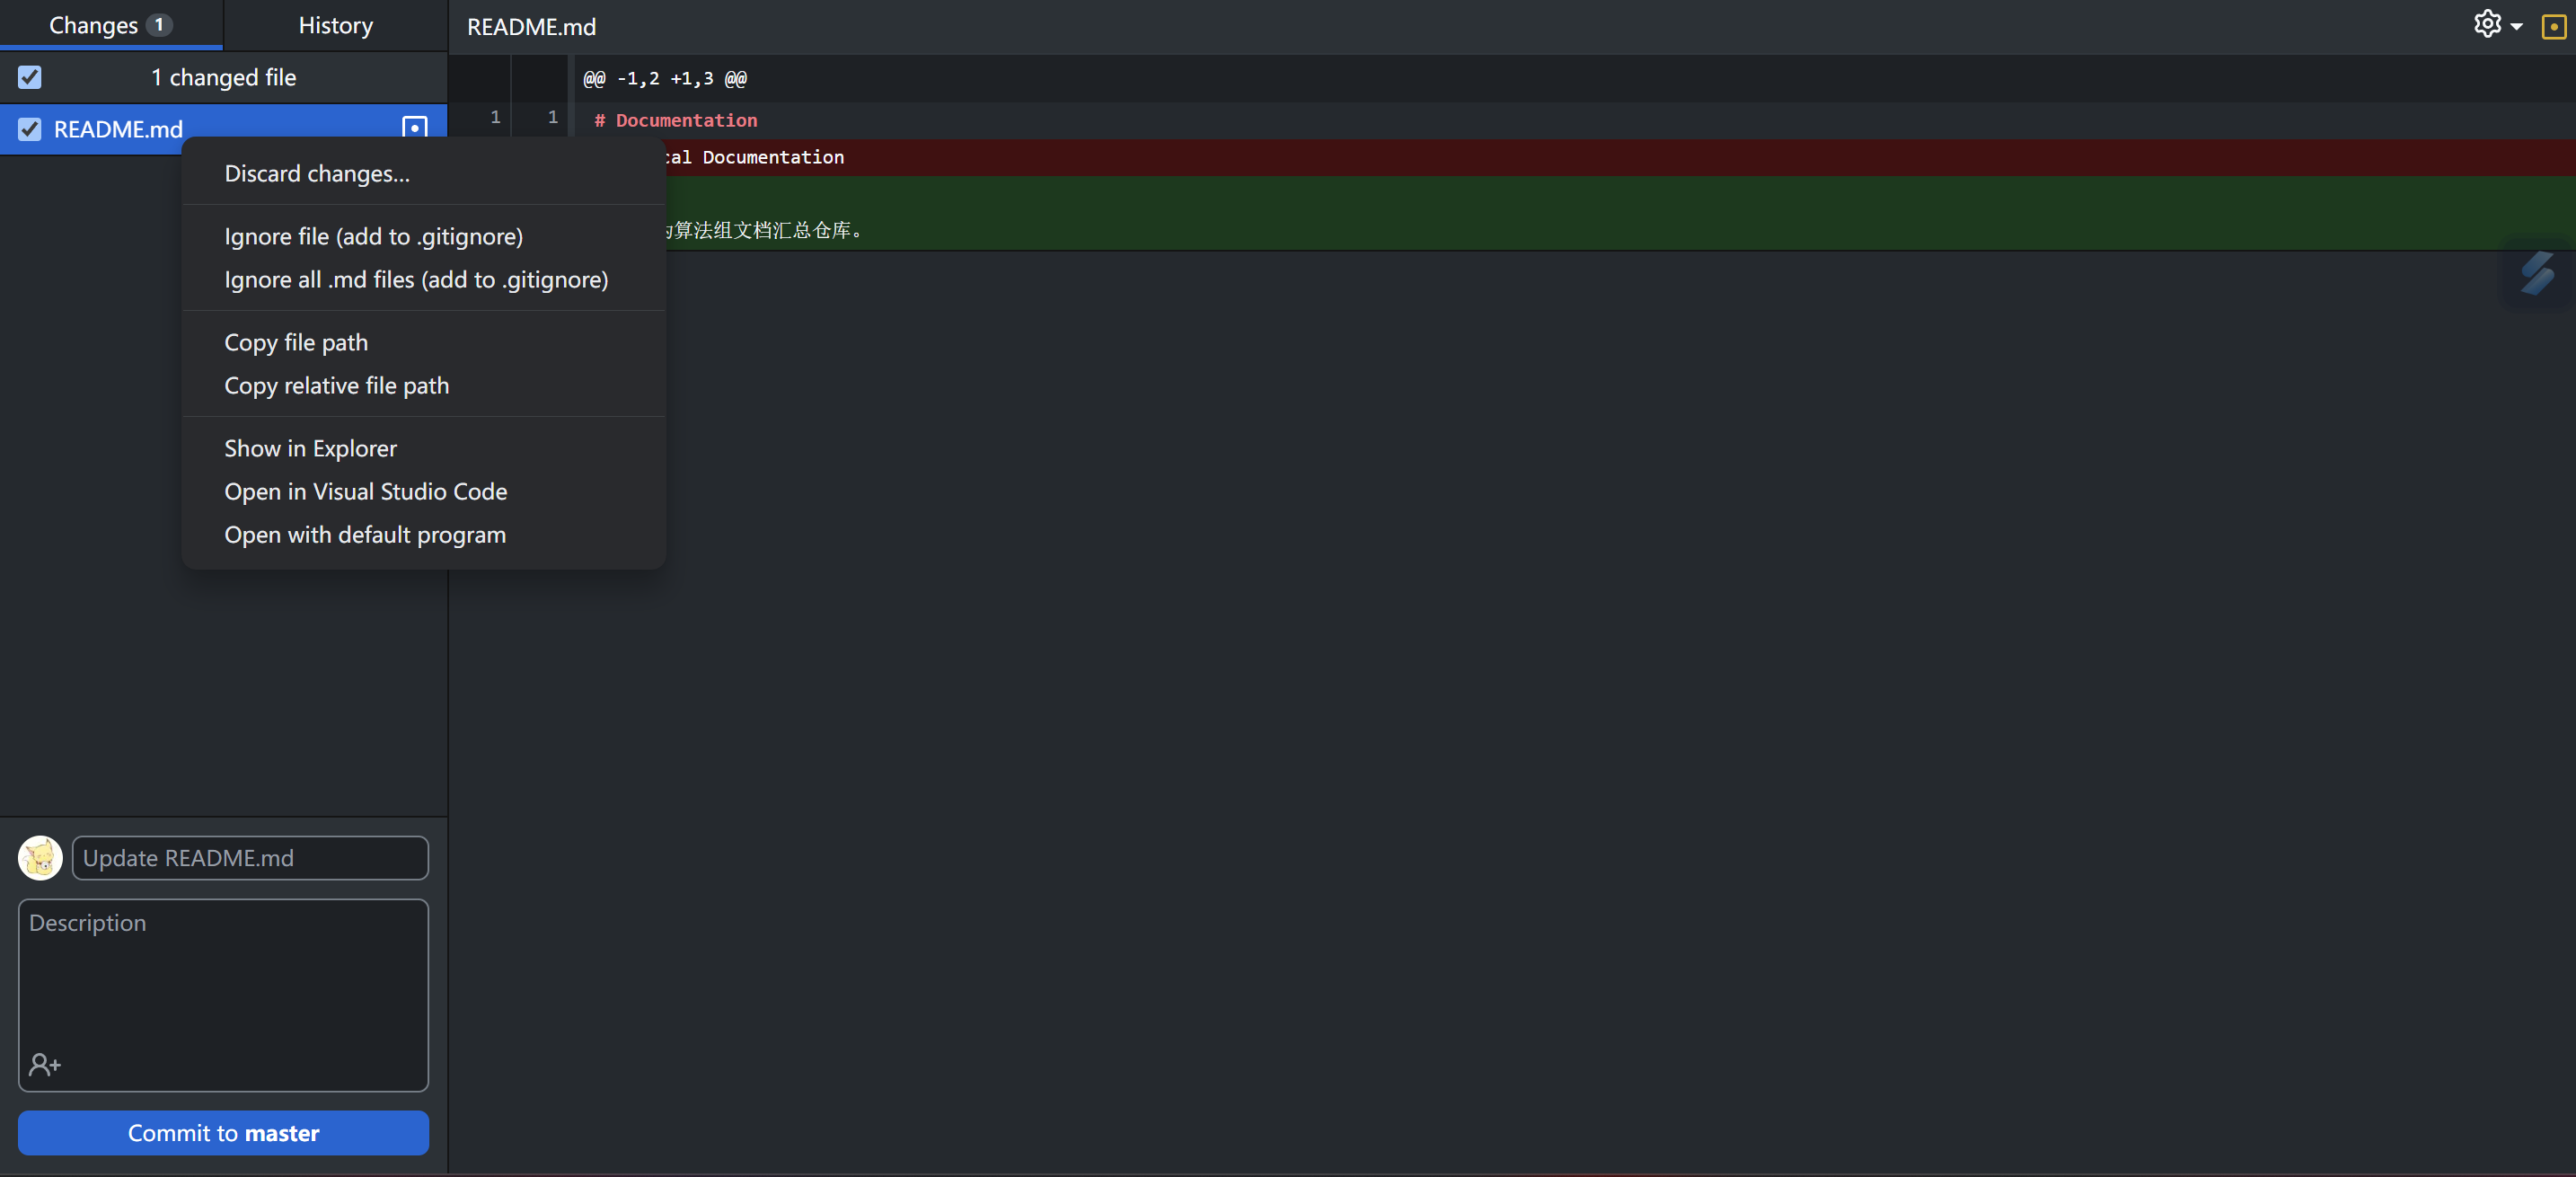 Changes 1
History
README.md
1 changed file
README.md
@@ -1,2 +1,3 @@
1 1 # Documentation
Documentation
算法组文档汇总仓库。
Discard changes...
Ignore file (add to .gitignore)
Ignore all .md files (add to .gitignore)
Copy file path
Copy relative file path
Show in Explorer
Open in Visual Studio Code
Open with default program
Update README.md
Description
Commit to master